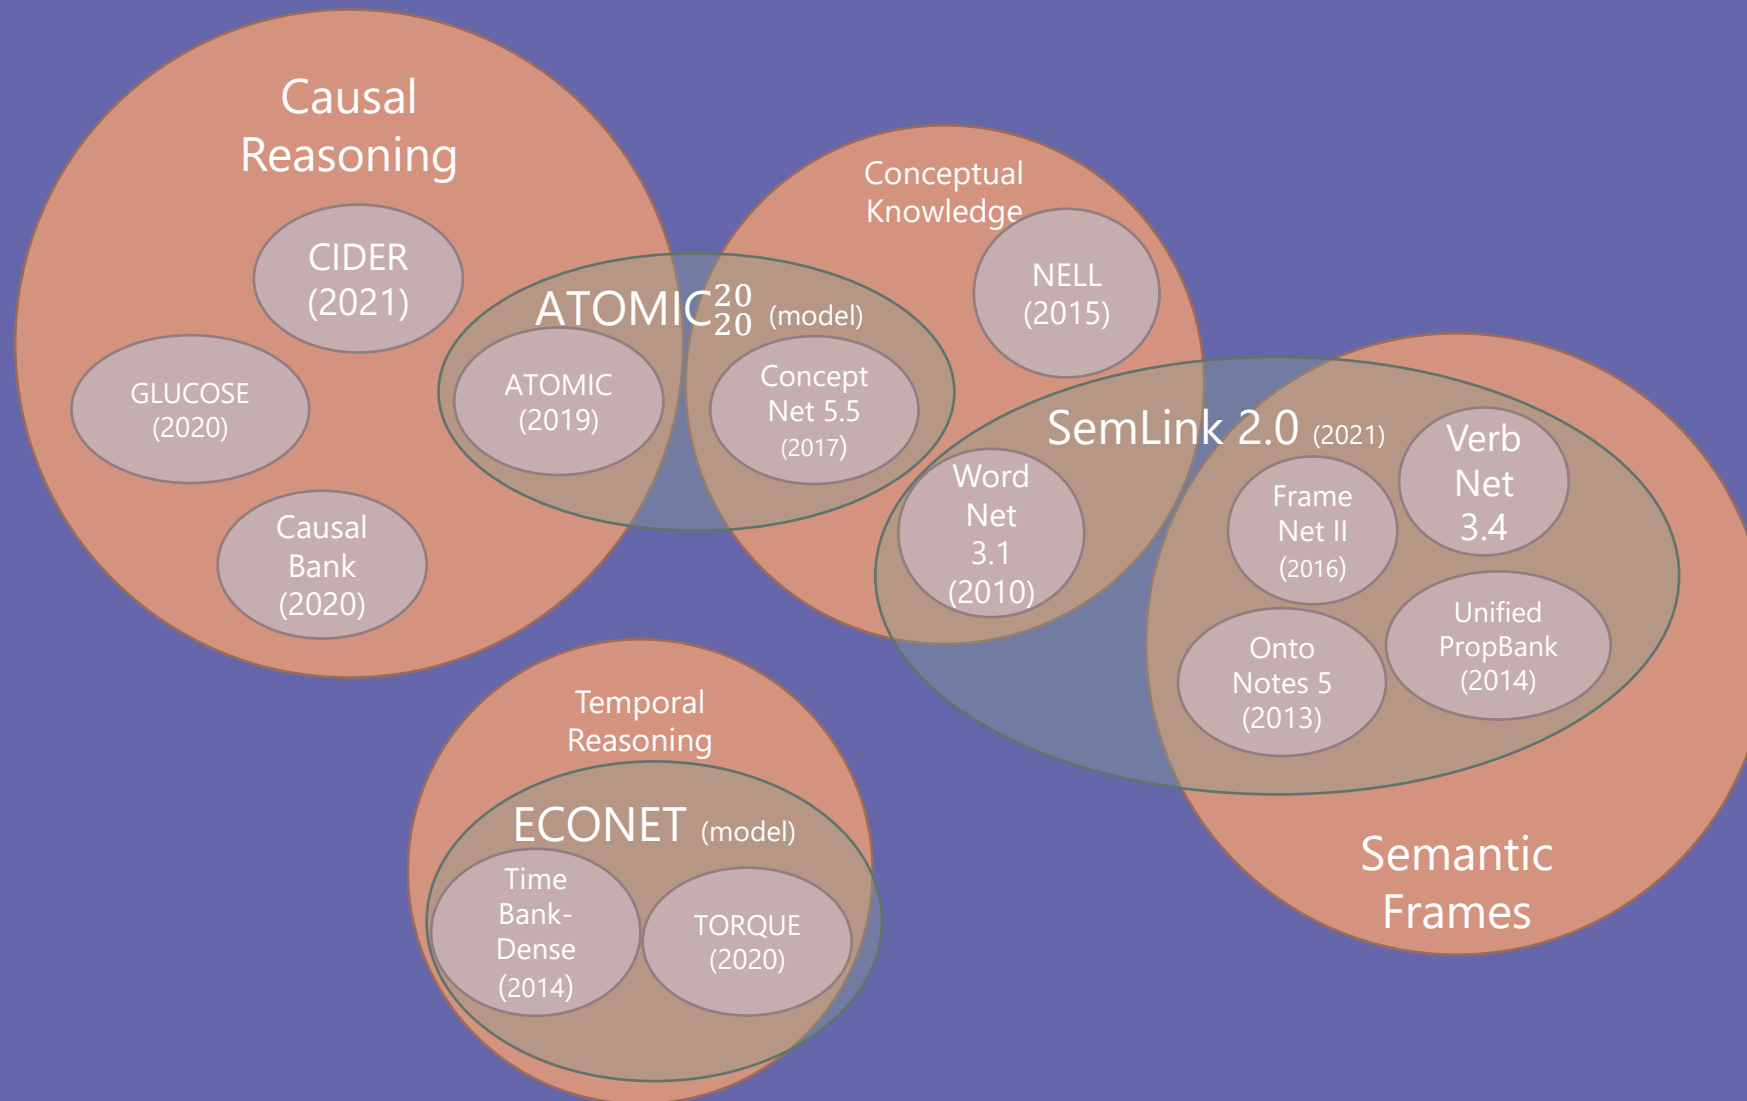 Causal
Reasoning
CIDER
(2021)
GLUCOSE
(2020)
Causal
Bank
(2020)
ATOMIC²⁰₂₀ (model)
ATOMIC
(2019)
Concept
Net 5.5
(2017)
Conceptual
Knowledge
NELL
(2015)
SemLink 2.0 (2021)
Word
Net
3.1
(2010)
Frame
Net II
(2016)
Verb
Net
3.4
Onto
Notes 5
(2013)
Unified
PropBank
(2014)
Semantic
Frames
Temporal
Reasoning
ECONET (model)
Time
Bank-
Dense
(2014)
TORQUE
(2020)